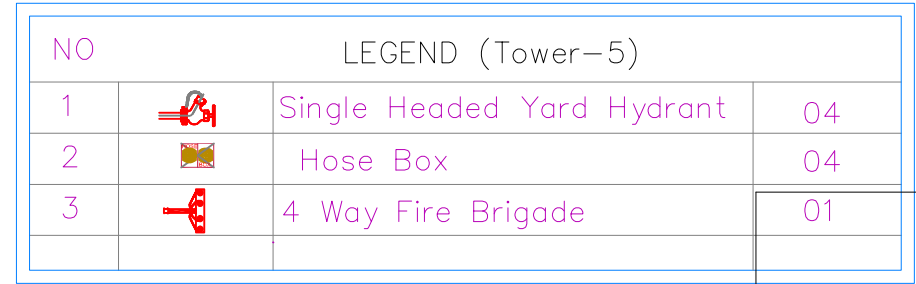 NO LEGEND (Tower-5)
1 Single Headed Yard Hydrant 04
2 Hose Box 04
3 4 Way Fire Brigade 01